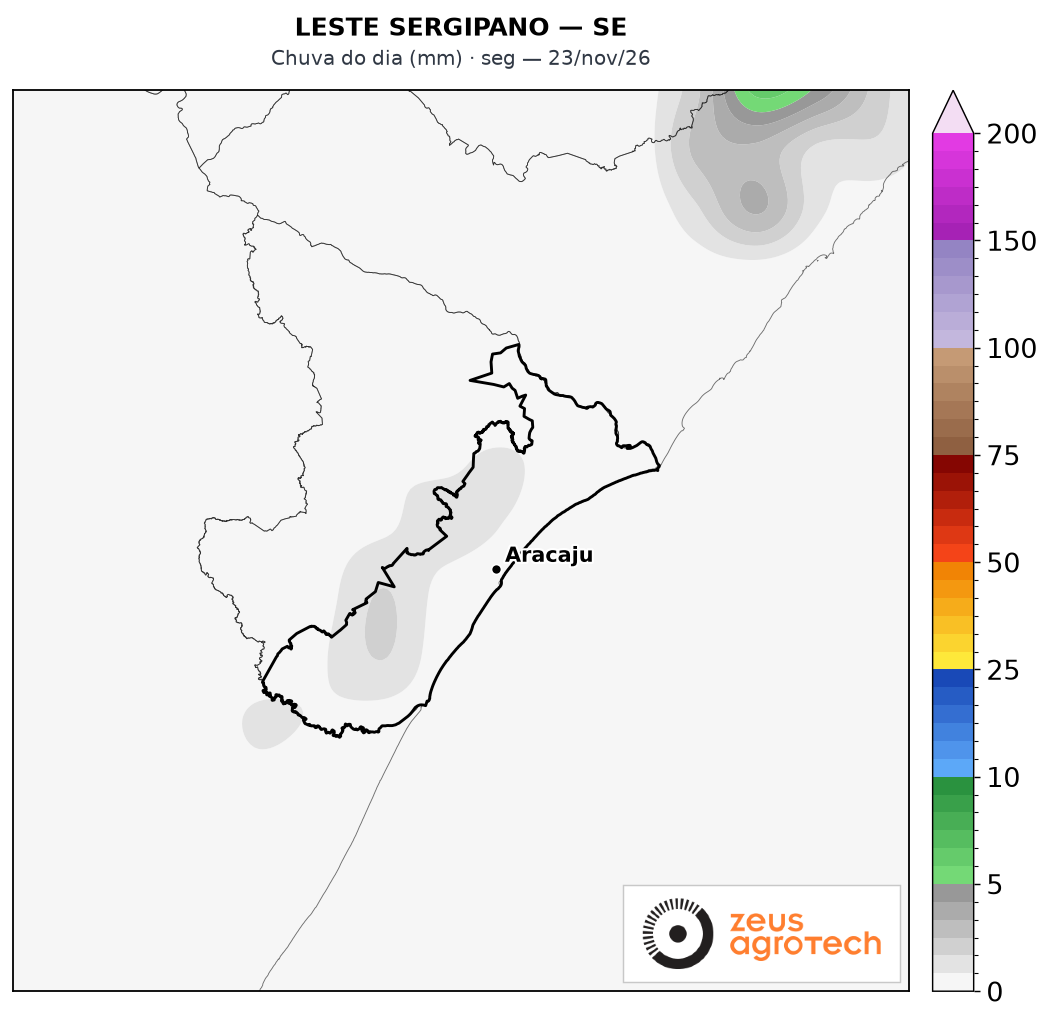 LESTE SERGIPANO — SE
Chuva do dia (mm) · seg — 23/nov/26
200
150
100
75
50
25
10
5
0
Aracaju
zeus
agrotech